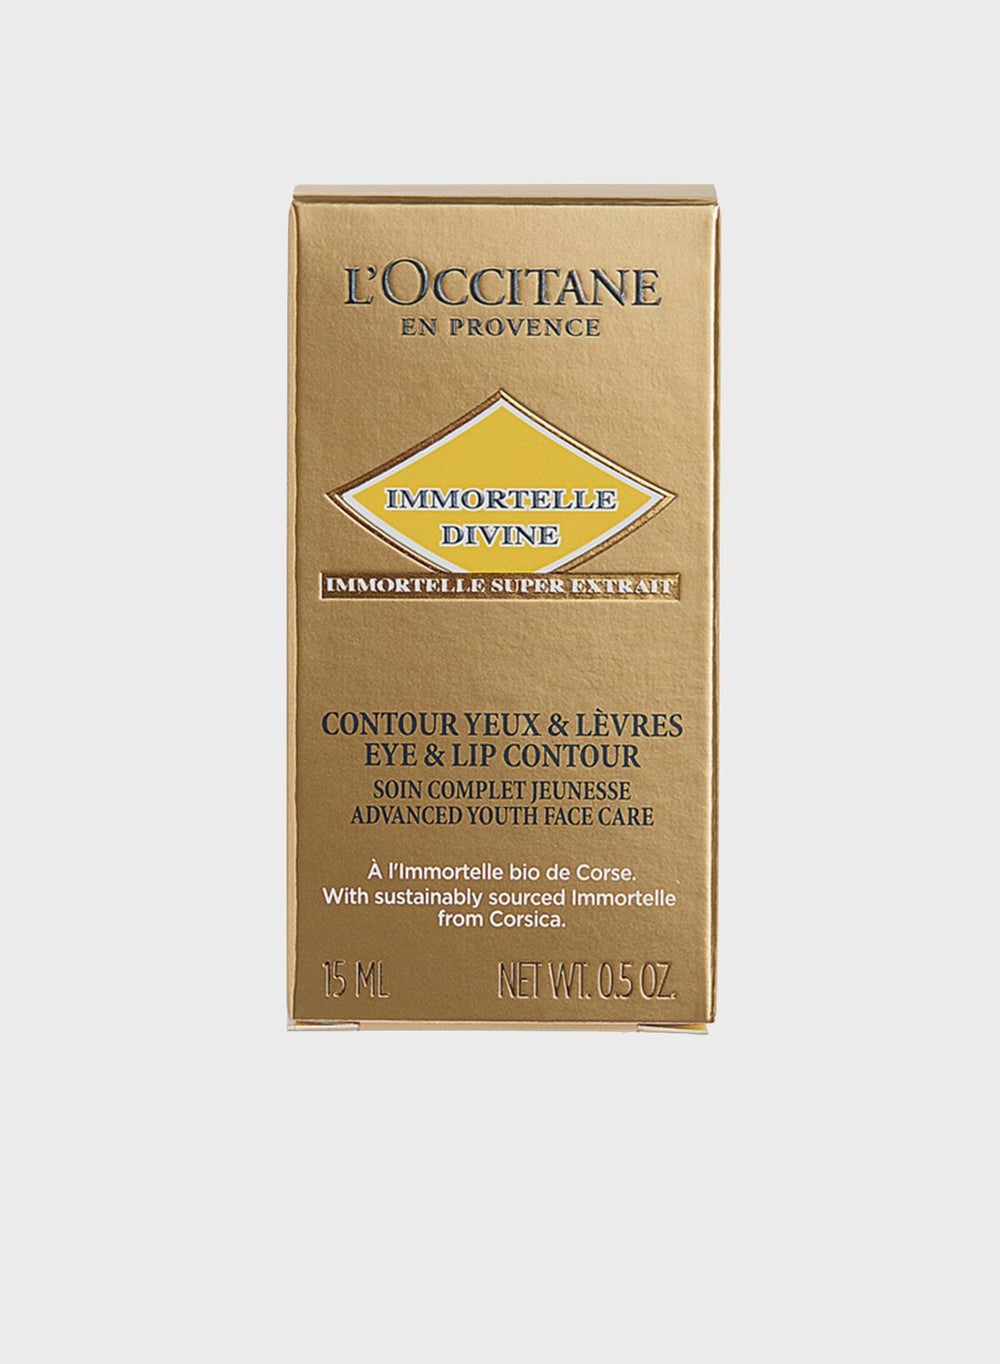 L'OCCITANE
EN PROVENCE
IMMORTELLE
DIVINE
IMMORTELLE SUPER EXTRAIT
CONTOUR YEUX & LÈVRES
EYE & LIP CONTOUR
SOIN COMPLET JEUNESSE
ADVANCED YOUTH FACE CARE
À l'Immortelle bio de Corse.
With sustainably sourced Immortelle
from Corsica.
15 ML NET WT. 0.5 OZ.